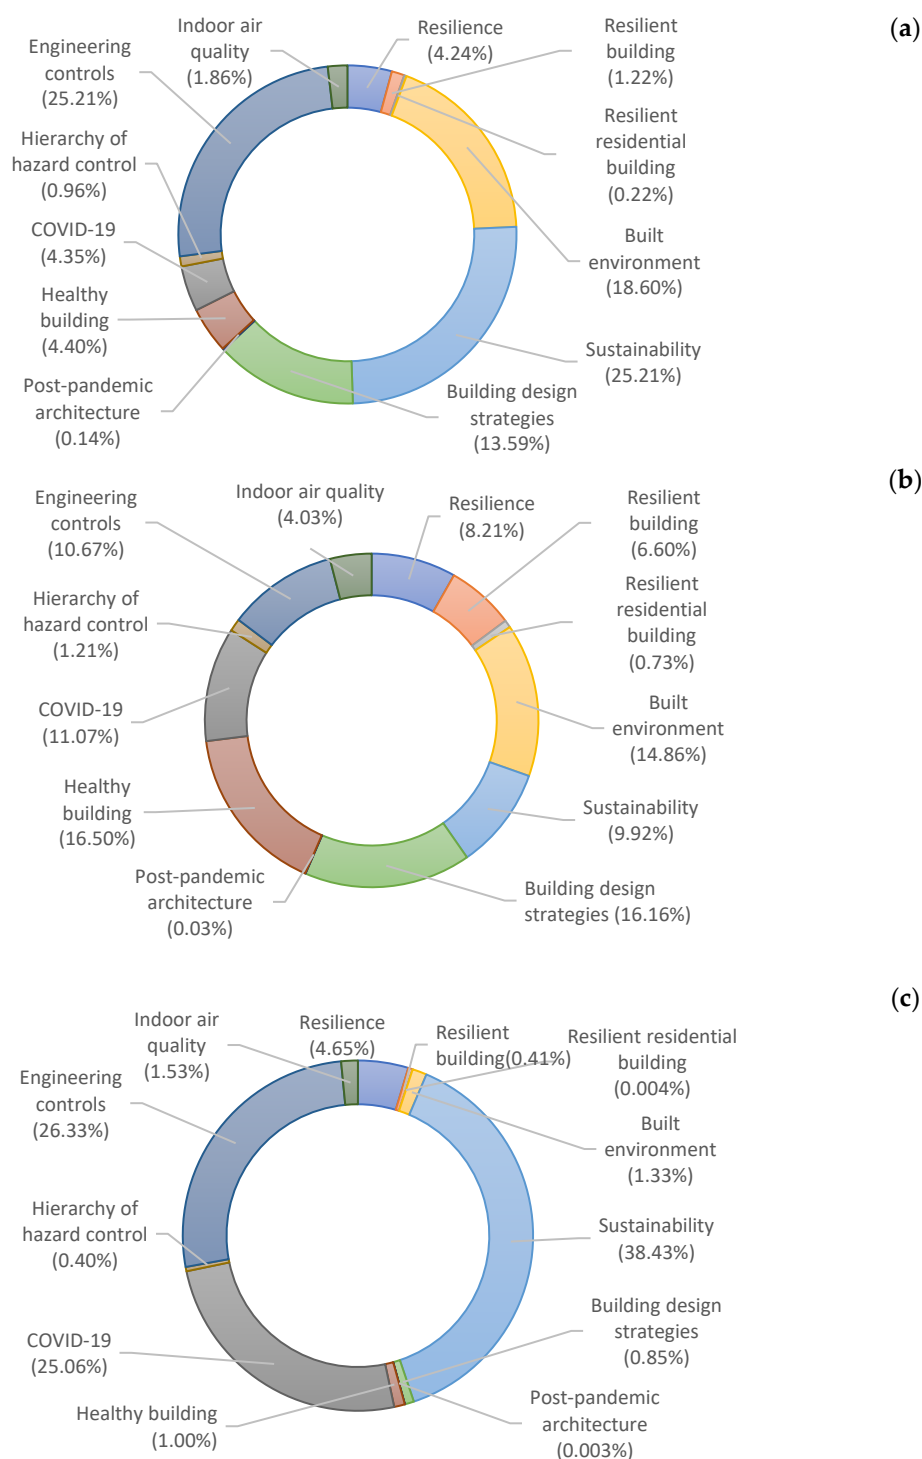 (a)
Indoor air
quality
(1.86%)
Resilience
(4.24%)
Resilient
building
(1.22%)
Resilient
residential
building
(0.22%)
Built
environment
(18.60%)
Sustainability
(25.21%)
Building design
strategies
(13.59%)
Post-pandemic
architecture
(0.14%)
Healthy
building
(4.40%)
COVID-19
(4.35%)
Hierarchy of
hazard control
(0.96%)
Engineering
controls
(25.21%)
(b)
Indoor air quality
(4.03%)
Resilience
(8.21%)
Resilient
building
(6.60%)
Resilient
residential
building
(0.73%)
Built
environment
(14.86%)
Sustainability
(9.92%)
Building design
strategies (16.16%)
Post-pandemic
architecture
(0.03%)
Healthy
building
(16.50%)
COVID-19
(11.07%)
Hierarchy of
hazard control
(1.21%)
Engineering
controls
(10.67%)
(c)
Indoor air
quality
(1.53%)
Resilience
(4.65%)
Resilient
building(0.41%)
Resilient residential
building
(0.004%)
Built
environment
(1.33%)
Sustainability
(38.43%)
Building design
strategies
(0.85%)
Post-pandemic
architecture
(0.003%)
Healthy building
(1.00%)
COVID-19
(25.06%)
Hierarchy of
hazard control
(0.40%)
Engineering
controls
(26.33%)